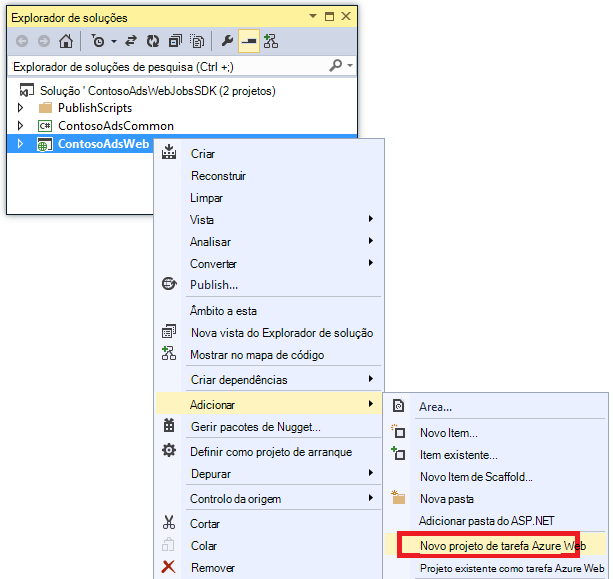 Explorador de soluções
Explorador de soluções de pesquisa (Ctrl +;)
Solução ' ContosoAdsWebJobsSDK (2 projetos)
PublishScripts
C# ContosoAdsCommon
ContosoAdsWeb
Criar
Reconstruir
Limpar
Vista
Analisar
Converter
Publish...
Âmbito a esta
Nova vista do Explorador de solução
Mostrar no mapa de código
Criar dependências
Adicionar
Gerir pacotes de Nugget...
Definir como projeto de arranque
Depurar
Controlo da origem
Cortar
Colar
Remover
Area...
Novo Item...
Item existente...
Novo Item de Scaffold...
Nova pasta
Adicionar pasta do ASP.NET
Novo projeto de tarefa Azure Web
Projeto existente como tarefa Azure Web